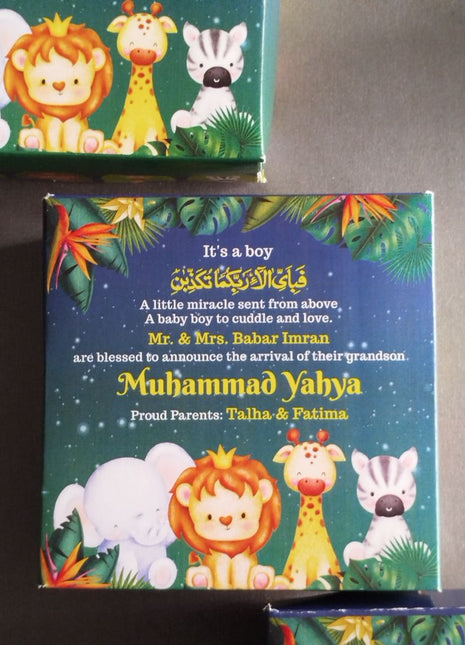 It's a boy
فَبِأَيِّ آلَاءِ رَبِّكُمَا تُكَذِّبَانِ
A little miracle sent from above
A baby boy to cuddle and love.
Mr. & Mrs. Babar Imran
are blessed to announce the arrival of their grandson
Muhammad Yahya
Proud Parents: Talha & Fatima